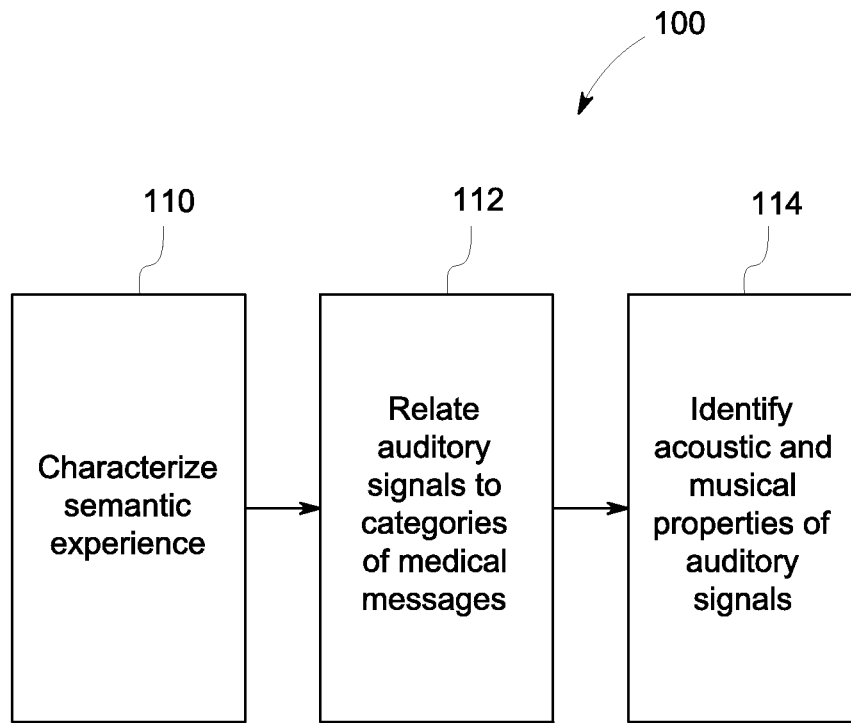 100
110
112
114
Characterize
semantic
experience
Relate
auditory
signals to
categories
of medical
messages
Identify
acoustic and
musical
properties of
auditory
signals